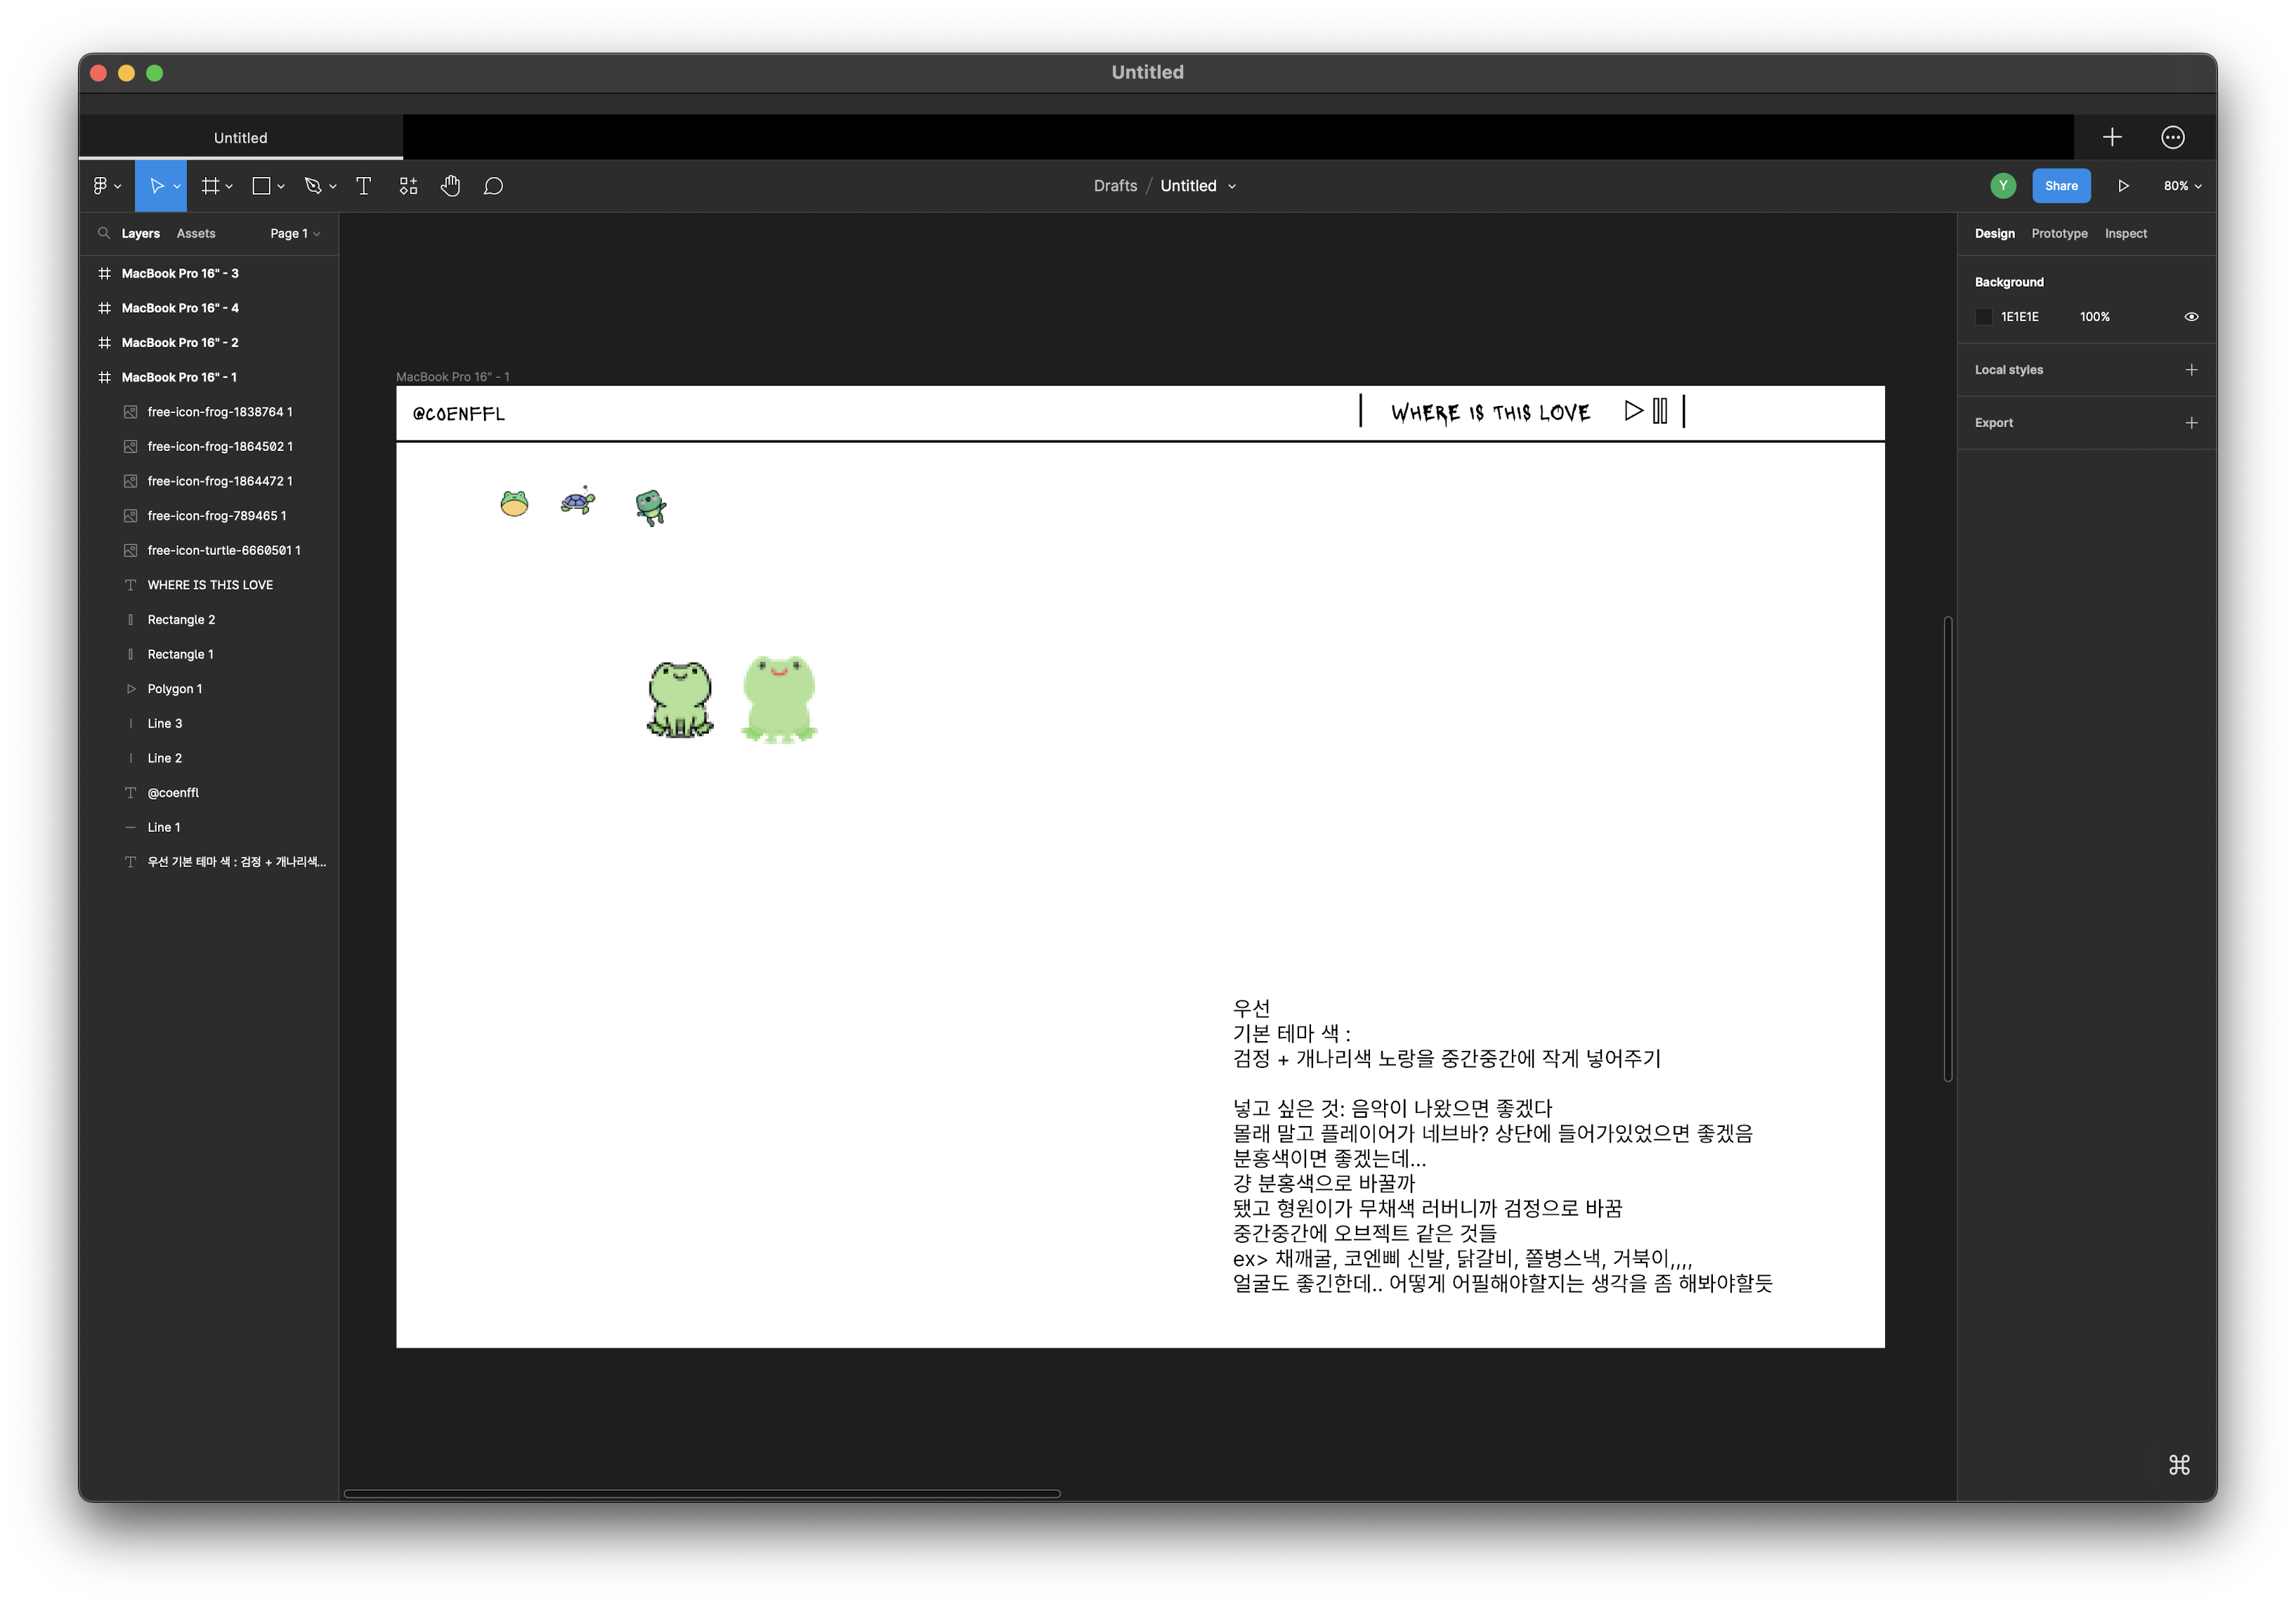 Untitled
Untitled
Drafts / Untitled
Y
Share
80%
Layers
Assets
Page 1
MacBook Pro 16" - 3
MacBook Pro 16" - 4
MacBook Pro 16" - 2
MacBook Pro 16" - 1
free-icon-frog-1838764 1
free-icon-frog-1864502 1
free-icon-frog-1864472 1
free-icon-frog-789465 1
free-icon-turtle-6660501 1
WHERE IS THIS LOVE
Rectangle 2
Rectangle 1
Polygon 1
Line 3
Line 2
@coenffl
Line 1
우선 기본 테마 색 : 검정 + 개나리색...
MacBook Pro 16" - 1
@COENFFL
WHERE IS THIS LOVE
우선
기본 테마 색 :
검정 + 개나리색 노랑을 중간중간에 작게 넣어주기
넣고 싶은 것: 음악이 나왔으면 좋겠다
몰래 말고 플레이어가 네브바? 상단에 들어가있었으면 좋겠음
분홍색이면 좋겠는데...
걍 분홍색으로 바꿀까
됐고 형원이가 무채색 러버니까 검정으로 바꿈
중간중간에 오브젝트 같은 것들
ex> 채깨굴, 코엔삐 신발, 닭갈비, 쫄병스낵, 거북이,,,,
얼굴도 좋긴한데.. 어떻게 어필해야할지는 생각을 좀 해봐야할듯
Design
Prototype
Inspect
Background
1E1E1E
100%
Local styles
Export